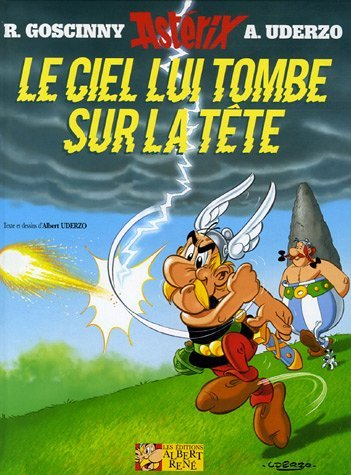 R. GOSCINNY Astérix A. UDERZO
LE CIEL LUI TOMBE
SUR LA TÊTE
Texte et dessins d'Albert UDERZO
UDERZO
LES ÉDITIONS
ALBERT
RENÉ